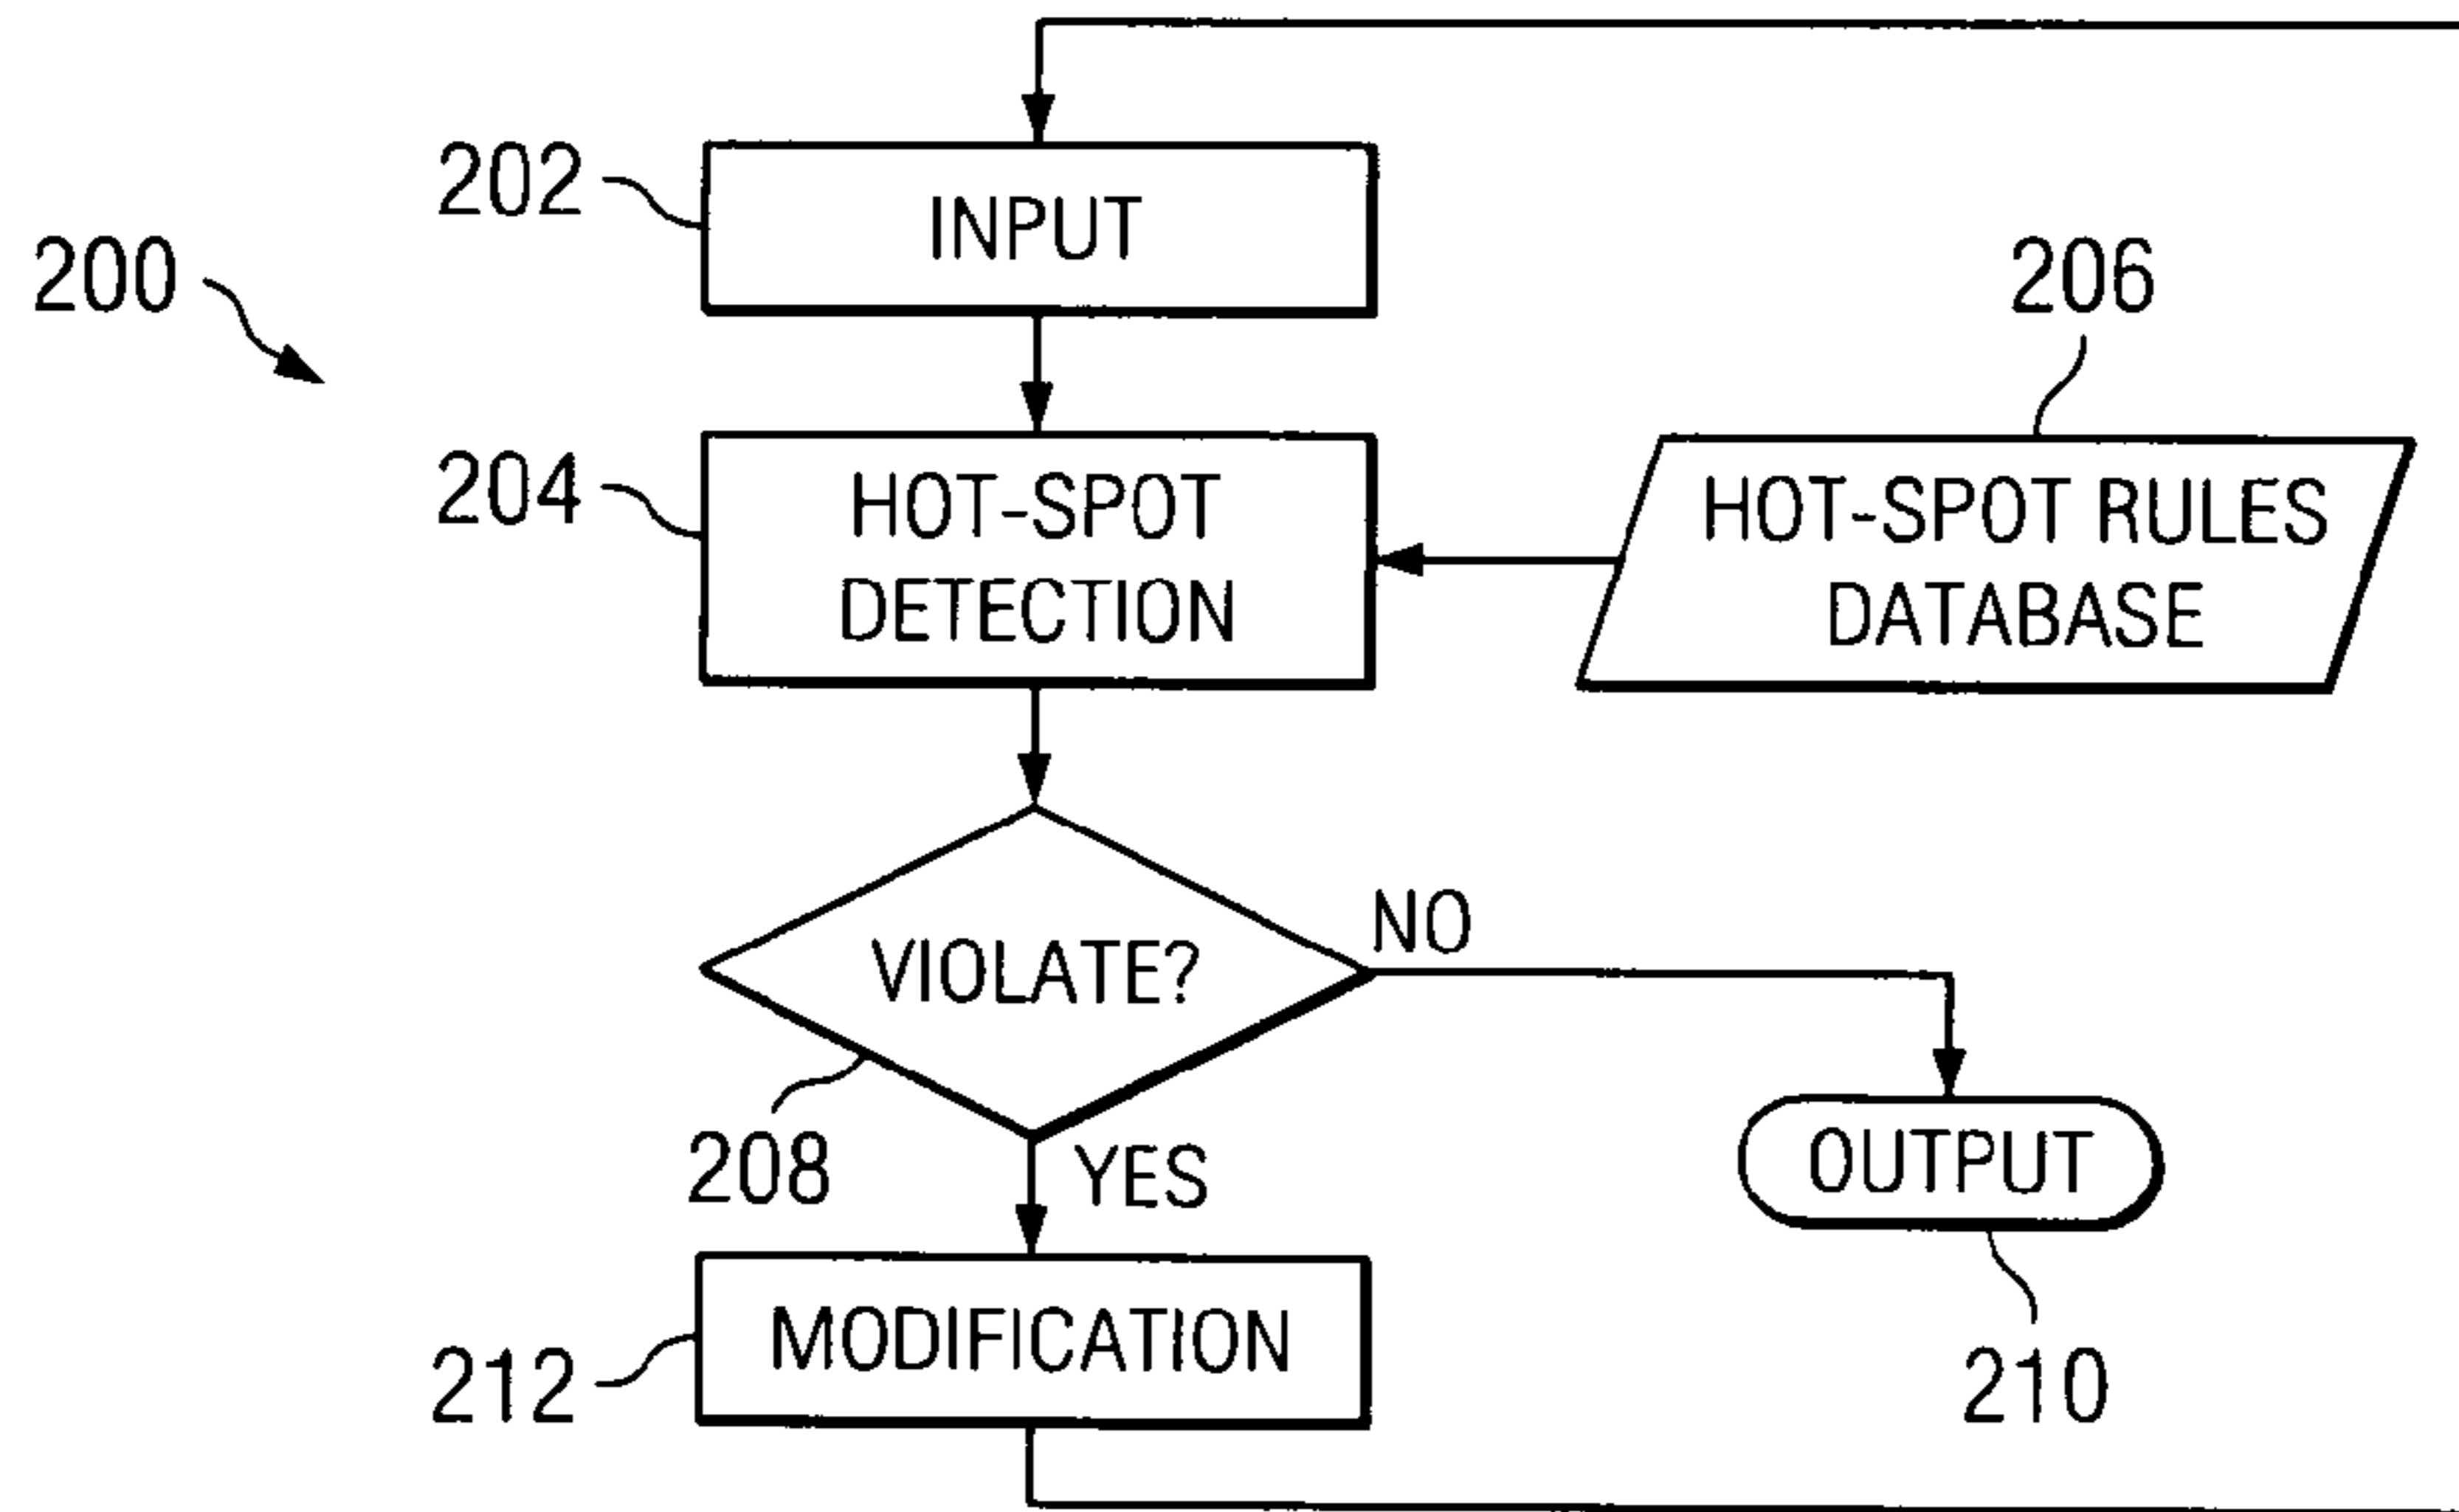 202
INPUT
200
206
204
HOT-SPOT
DETECTION
HOT-SPOT RULES
DATABASE
NO
VIOLATE?
208
YES
OUTPUT
212
MODIFICATION
210